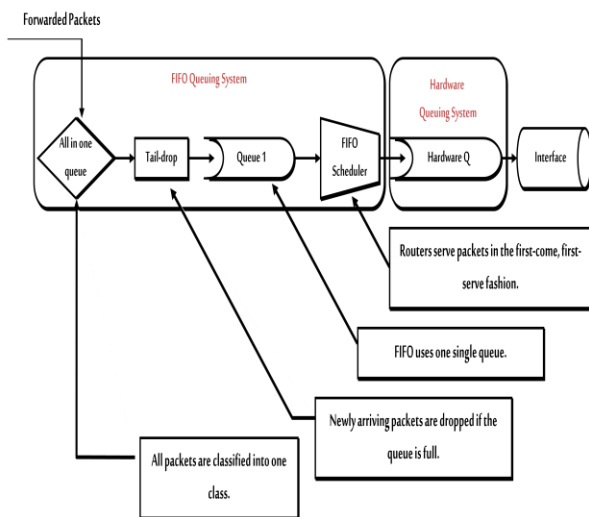 Forwarded Packets
FIFO Queuing System
Hardware
Queuing System
All in one
queue
Tail-drop
Queue 1
FIFO
Scheduler
Hardware Q
Interface
Routers serve packets in the first-come, first-
serve fashion.
FIFO uses one single queue.
Newly arriving packets are dropped if the
queue is full.
All packets are classified into one
class.